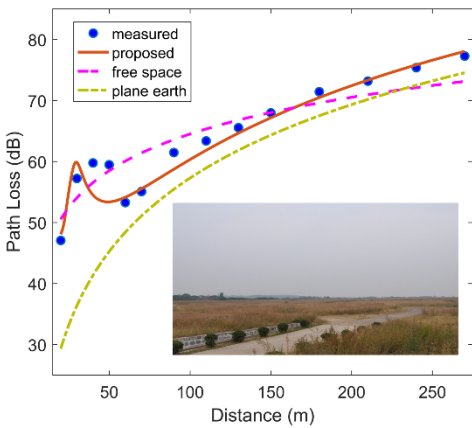 measured
proposed
free space
plane earth
80
70
60
50
40
30
Path Loss (dB)
50
100
150
200
250
Distance (m)